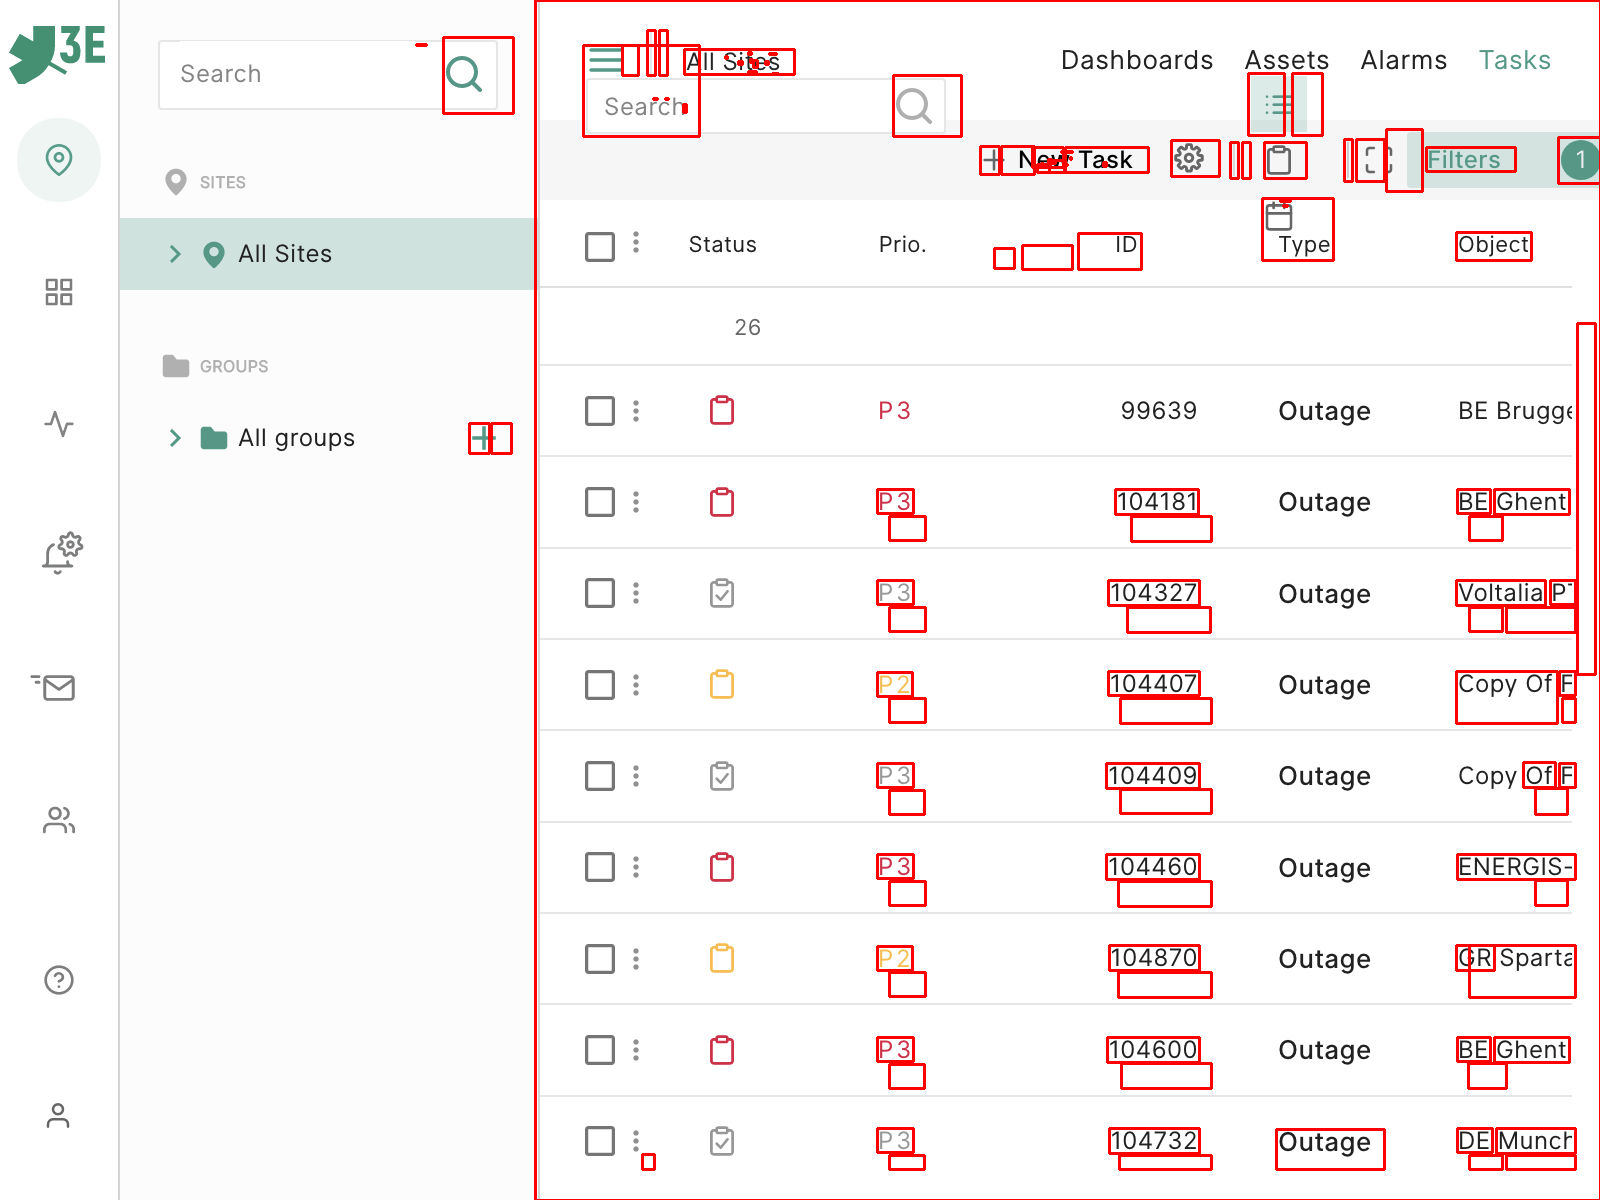 3E
Search
SITES
All Sites
GROUPS
All groups
All Sites
Dashboards Assets Alarms Tasks
Search
New Task
Filters 1
Status Prio. ID Type Object
26
P3 99639 Outage BE Brugge
P3 104181 Outage BE Ghent
P3 104327 Outage Voltalia PT
P2 104407 Outage Copy Of F
P3 104409 Outage Copy Of F
P3 104460 Outage ENERGIS-
P2 104870 Outage GR Sparta
P3 104600 Outage BE Ghent
P3 104732 Outage DE Munch